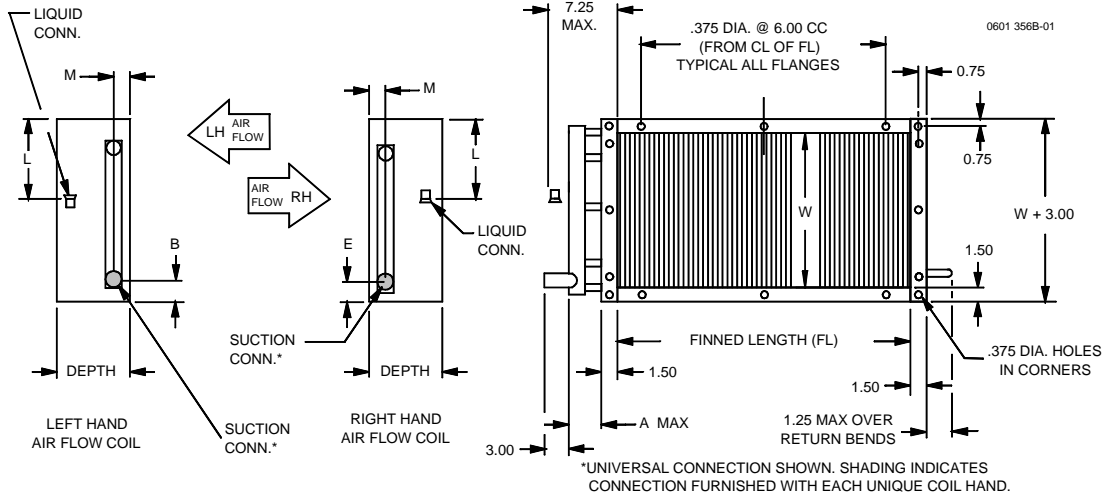 LIQUID
CONN.
M
LH
AIR
FLOW
L
B
DEPTH
LEFT HAND
AIR FLOW COIL
SUCTION
CONN.*
M
AIR
FLOW
RH
L
LIQUID
CONN.
E
SUCTION
CONN.*
DEPTH
RIGHT HAND
AIR FLOW COIL
7.25
MAX.
.375 DIA. @ 6.00 CC
(FROM CL OF FL)
TYPICAL ALL FLANGES
0601 356B-01
0.75
0.75
W
W + 3.00
1.50
FINNED LENGTH (FL)
.375 DIA. HOLES
IN CORNERS
1.50
1.50
A MAX
1.25 MAX OVER
RETURN BENDS
3.00
*UNIVERSAL CONNECTION SHOWN. SHADING INDICATES
CONNECTION FURNISHED WITH EACH UNIQUE COIL HAND.